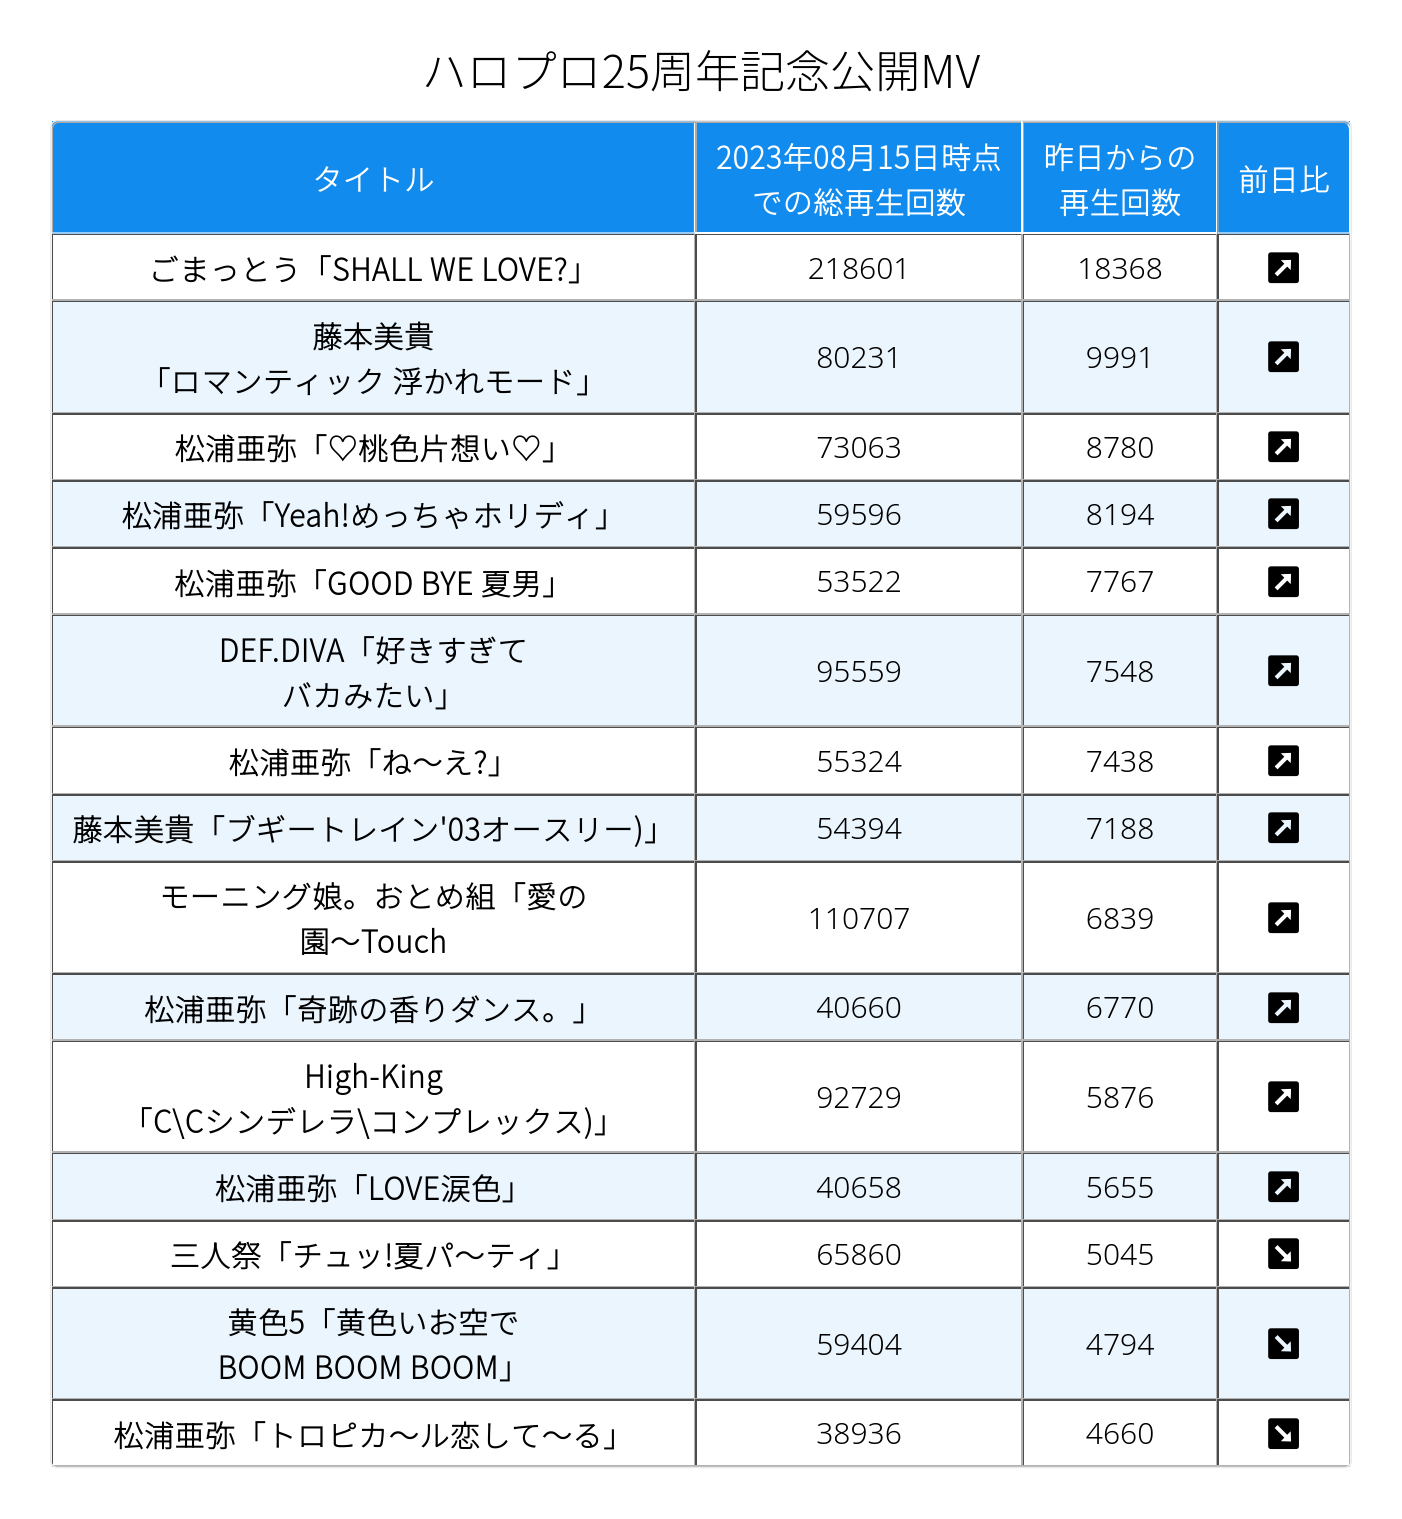 ハロプロ25周年記念公開MV
タイトル
2023年08月15日時点
での総再生回数
昨日からの
再生回数
前日比
ごまっとう「SHALL WE LOVE?」
218601
18368
藤本美貴
「ロマンティック 浮かれモード」
80231
9991
松浦亜弥「♡桃色片想い♡」
73063
8780
松浦亜弥「Yeah!めっちゃホリディ」
59596
8194
松浦亜弥「GOOD BYE 夏男」
53522
7767
DEF.DIVA「好きすぎて
バカみたい」
95559
7548
松浦亜弥「ね〜え?」
55324
7438
藤本美貴「ブギートレイン'03オースリー)」
54394
7188
モーニング娘。おとめ組「愛の
園〜Touch
110707
6839
松浦亜弥「奇跡の香りダンス。」
40660
6770
High-King
「C\Cシンデレラ\コンプレックス)」
92729
5876
松浦亜弥「LOVE涙色」
40658
5655
三人祭「チュッ!夏パ〜ティ」
65860
5045
黄色5「黄色いお空で
BOOM BOOM BOOM」
59404
4794
松浦亜弥「トロピカ〜ル恋して〜る」
38936
4660